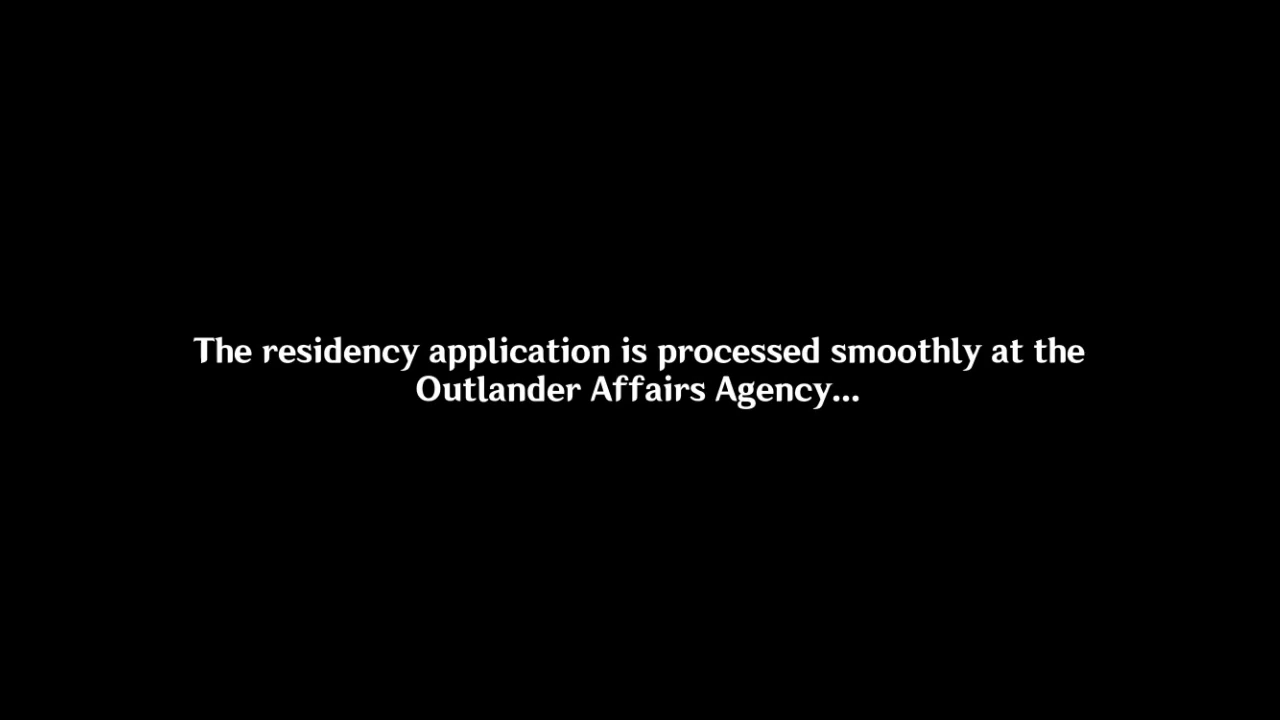 The residency application is processed smoothly at the
Outlander Affairs Agency...